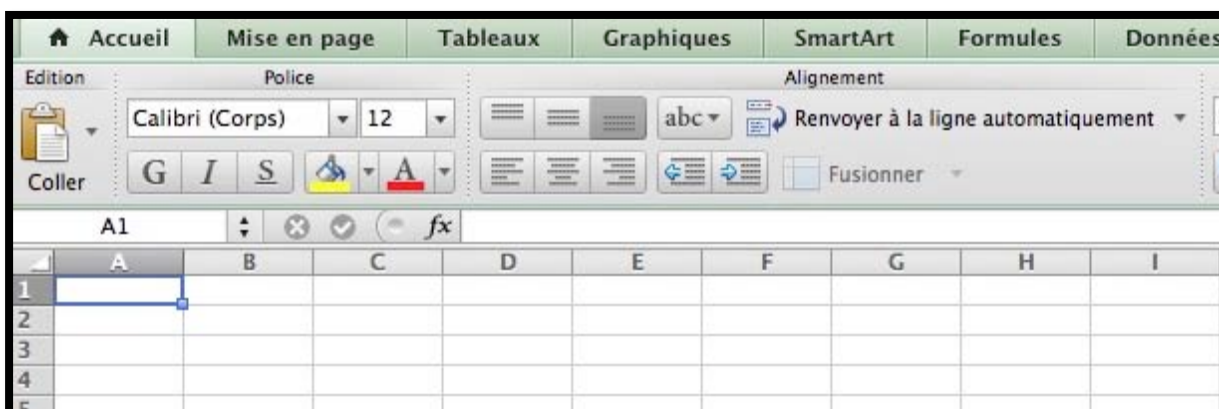 Accueil Mise en page Tableaux Graphiques SmartArt Formules Données
Edition Police Alignement
Calibri (Corps) 12 abc Renvoyer à la ligne automatiquement
Coller G I S A Fusionner
A1 fx
A B C D E F G H I
1
2
3
4
5